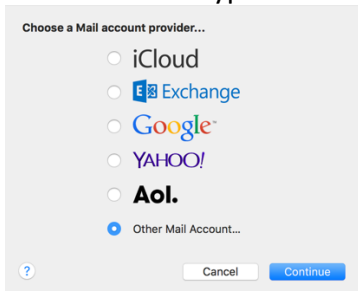 Choose a Mail account provider...
iCloud
Exchange
Google
YAHOO!
Aol.
Other Mail Account...
?
Cancel
Continue